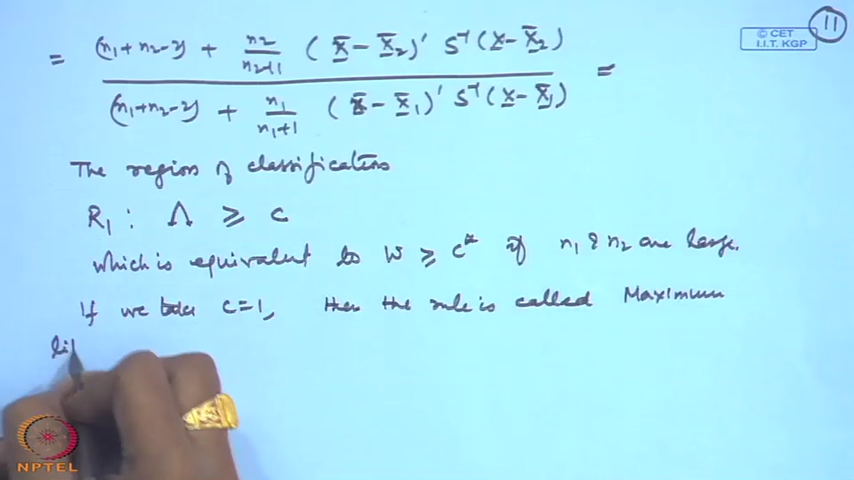 11
© CET
I.I.T. KGP
= (n₁+n₂-2) + n₂/(n₂+1) (x̲ - x̲̄₂)' S⁻¹ (x̲ - x̲̄₂) / (n₁+n₂-2) + n₁/(n₁+1) (x̲ - x̲̄₁)' S⁻¹ (x̲ - x̲̄₁) =
The region of classification
R₁ : Λ ≥ c
which is equivalent to W ≥ c* if n₁ & n₂ are large.
If we take c=1, then the rule is called Maximum
li
NPTEL